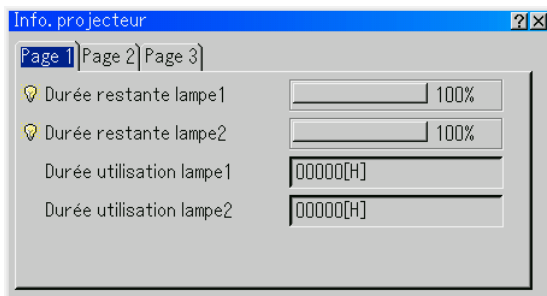 Info. projecteur
Page 1 Page 2 Page 3
Durée restante lampe1 100%
Durée restante lampe2 100%
Durée utilisation lampe1 00000[H]
Durée utilisation lampe2 00000[H]